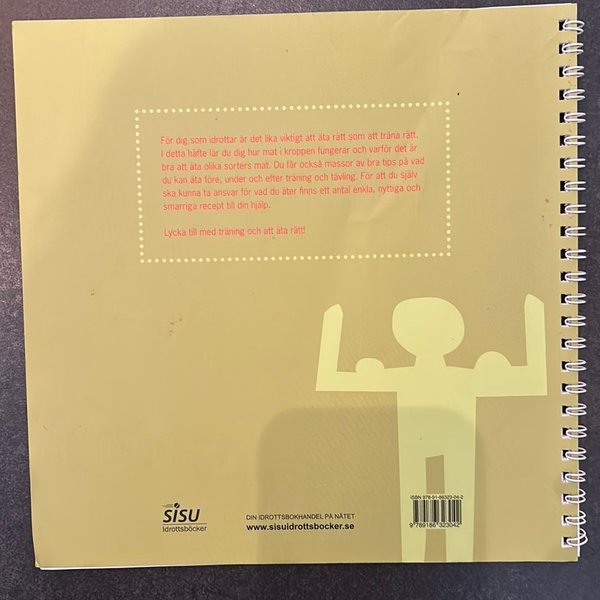 För dig som idrottar är det lika viktigt att äta rätt som att träna rätt.
I detta häfte lär du dig hur mat i kroppen fungerar och varför det är
bra att äta olika sorters mat. Du får också massor av bra tips på vad
du kan äta före, under och efter träning och tävling. För att du själv
ska kunna ta ansvar för vad du äter finns ett antal enkla, nyttiga och
smarriga recept till din hjälp.
Lycka till med träning och att äta rätt!
SISU
Idrottsböcker
DIN IDROTTSBOKHANDEL PÅ NÄTET
www.sisuidrottsbocker.se
ISBN 978-91-86323-04-2
9 789186 323042